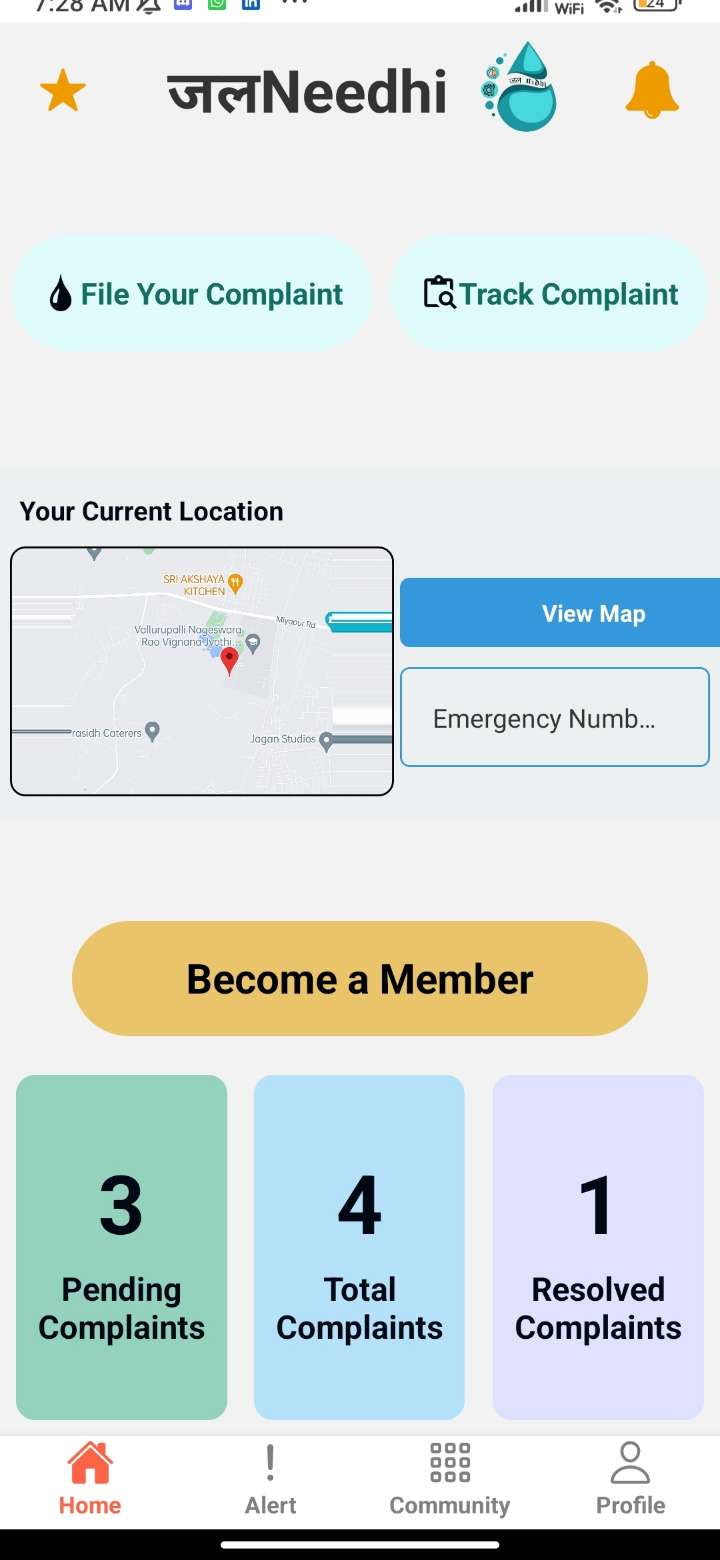 7:28 AM
WiFi
24
जलNeedhi
File Your Complaint
Track Complaint
Your Current Location
SRI AKSHAYA
KITCHEN
Miyapur Rd
Vallurupalli Nageswara
Rao Vignana Jyothi...
rasidh Caterers
Jagan Studios
View Map
Emergency Numb...
Become a Member
3
Pending
Complaints
4
Total
Complaints
1
Resolved
Complaints
Home
Alert
Community
Profile